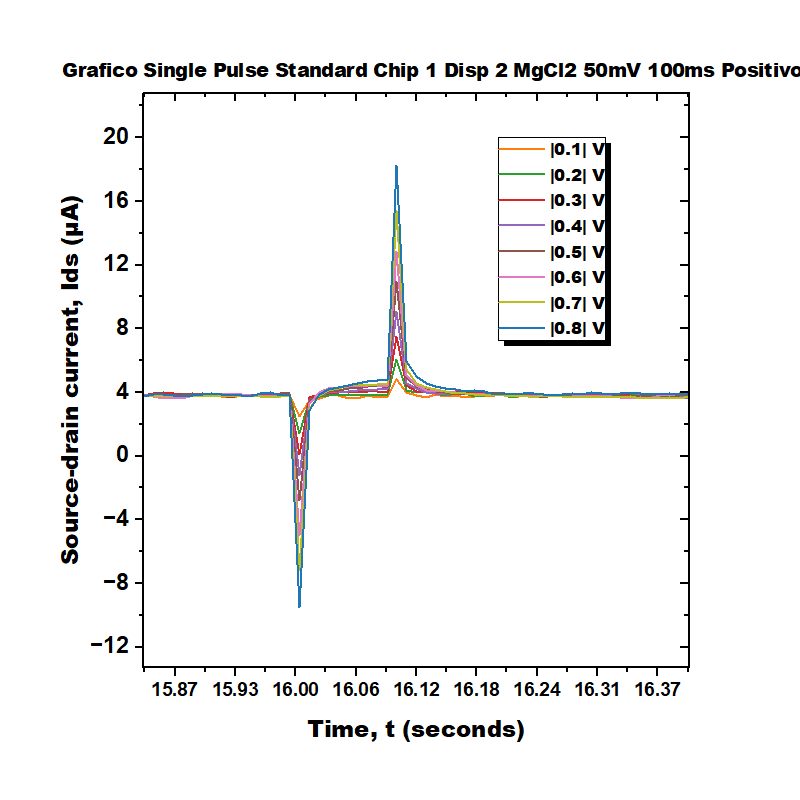 Grafico Single Pulse Standard Chip 1 Disp 2 MgCl2 50mV 100ms Positivo
20
16
12
8
4
0
−4
−8
−12
Source-drain current, Ids (μA)
|0.1| V
|0.2| V
|0.3| V
|0.4| V
|0.5| V
|0.6| V
|0.7| V
|0.8| V
15.87 15.93 16.00 16.06 16.12 16.18 16.24 16.31 16.37
Time, t (seconds)